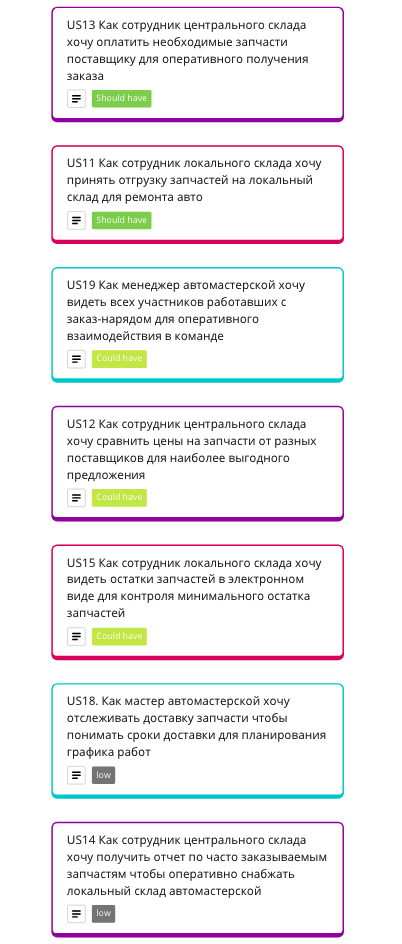 US13 Как сотрудник центрального склада
хочу оплатить необходимые запчасти
поставщику для оперативного получения
заказа
Should have
US11 Как сотрудник локального склада хочу
принять отгрузку запчастей на локальный
склад для ремонта авто
Should have
US19 Как менеджер автомастерской хочу
видеть всех участников работавших с
заказ-нарядом для оперативного
взаимодействия в команде
Could have
US12 Как сотрудник центрального склада
хочу сравнить цены на запчасти от разных
поставщиков для наиболее выгодного
предложения
Could have
US15 Как сотрудник локального склада хочу
видеть остатки запчастей в электронном
виде для контроля минимального остатка
запчастей
Could have
US18. Как мастер автомастерской хочу
отслеживать доставку запчасти чтобы
понимать сроки доставки для планирования
графика работ
low
US14 Как сотрудник центрального склада
хочу получить отчет по часто заказываемым
запчастям чтобы оперативно снабжать
локальный склад автомастерской
low